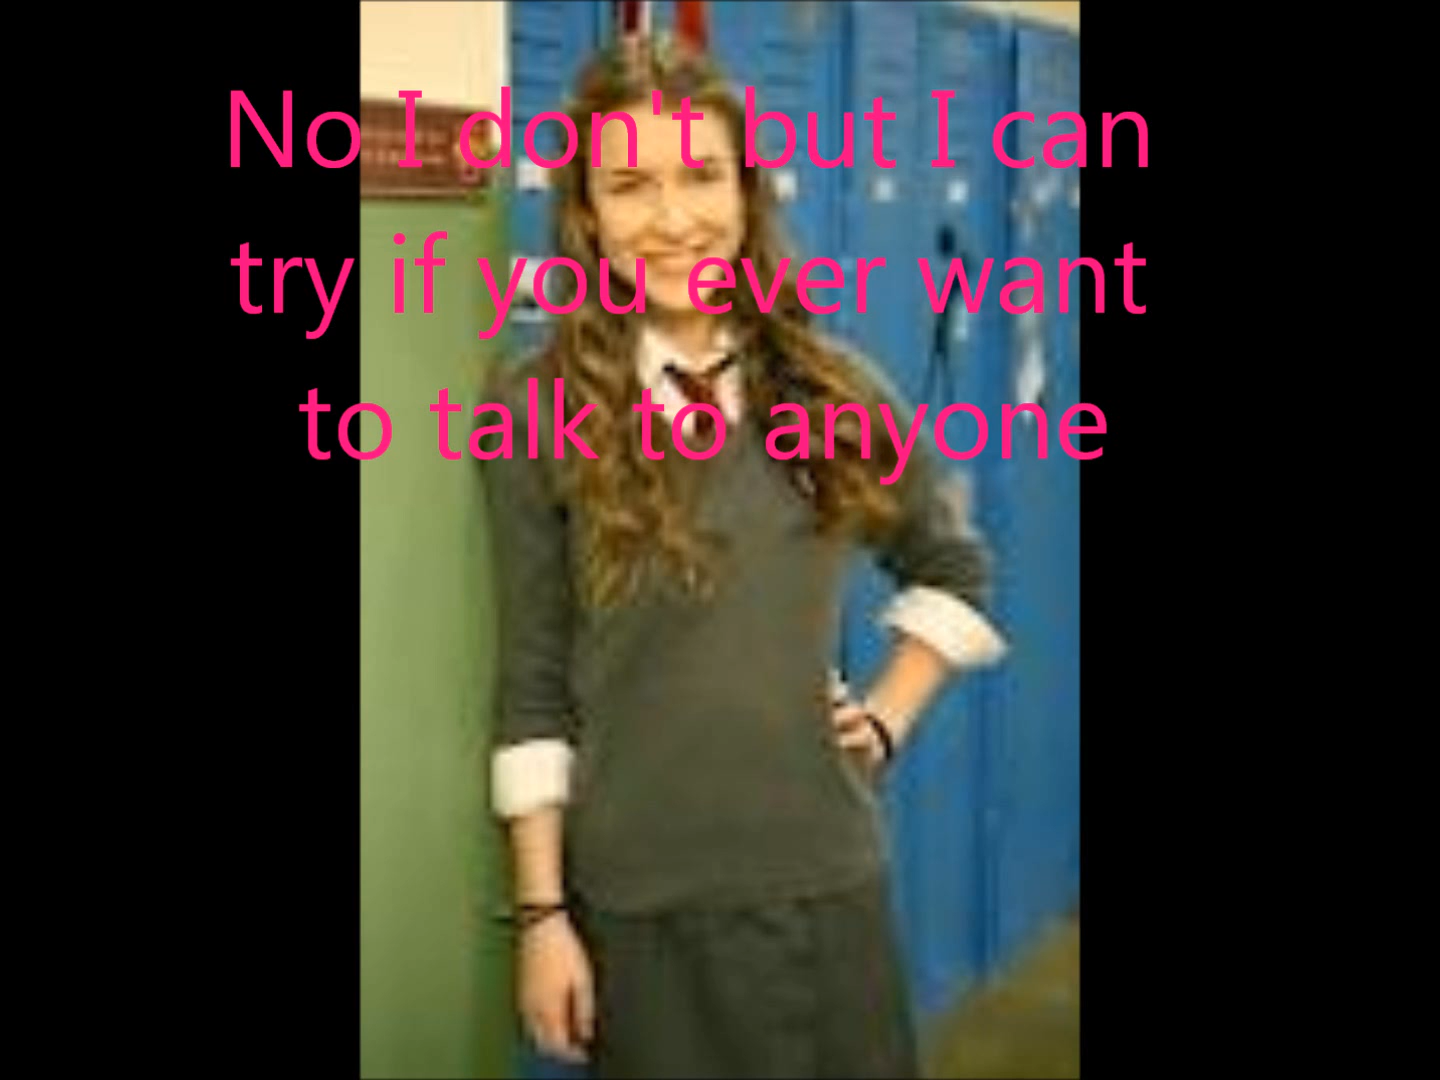 No I don't but I can
try if you ever want
to talk to anyone